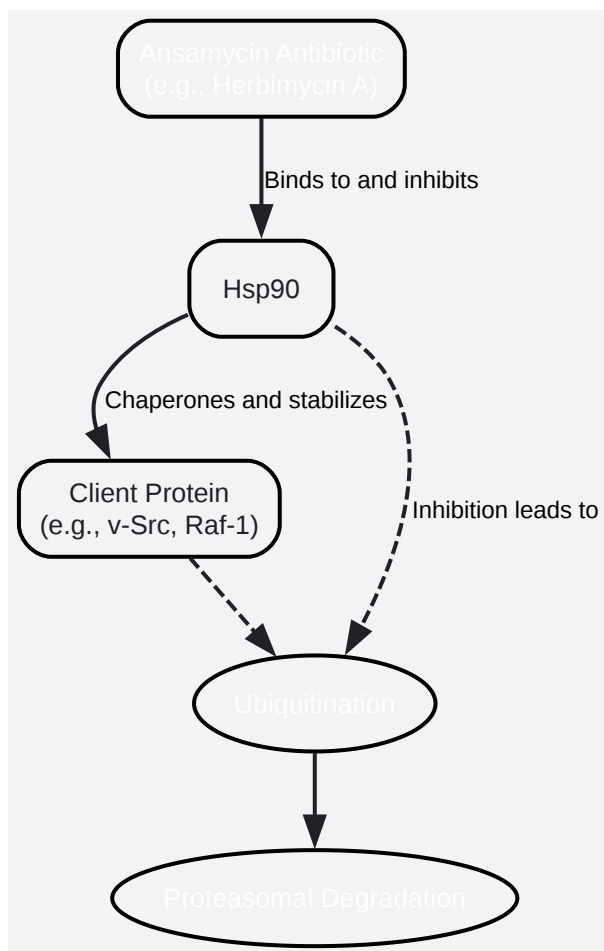 Ansamycin Antibiotic
(e.g., Herbimycin A)
Binds to and inhibits
Hsp90
Chaperones and stabilizes
Client Protein
(e.g., v-Src, Raf-1)
Inhibition leads to
Ubiquitination
Proteasomal Degradation